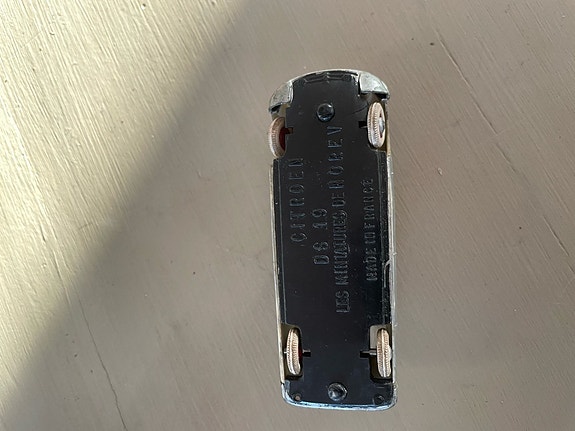 CITROEN
DS 19
LES MINIATURES DE NOREV
MADE IN FRANCE